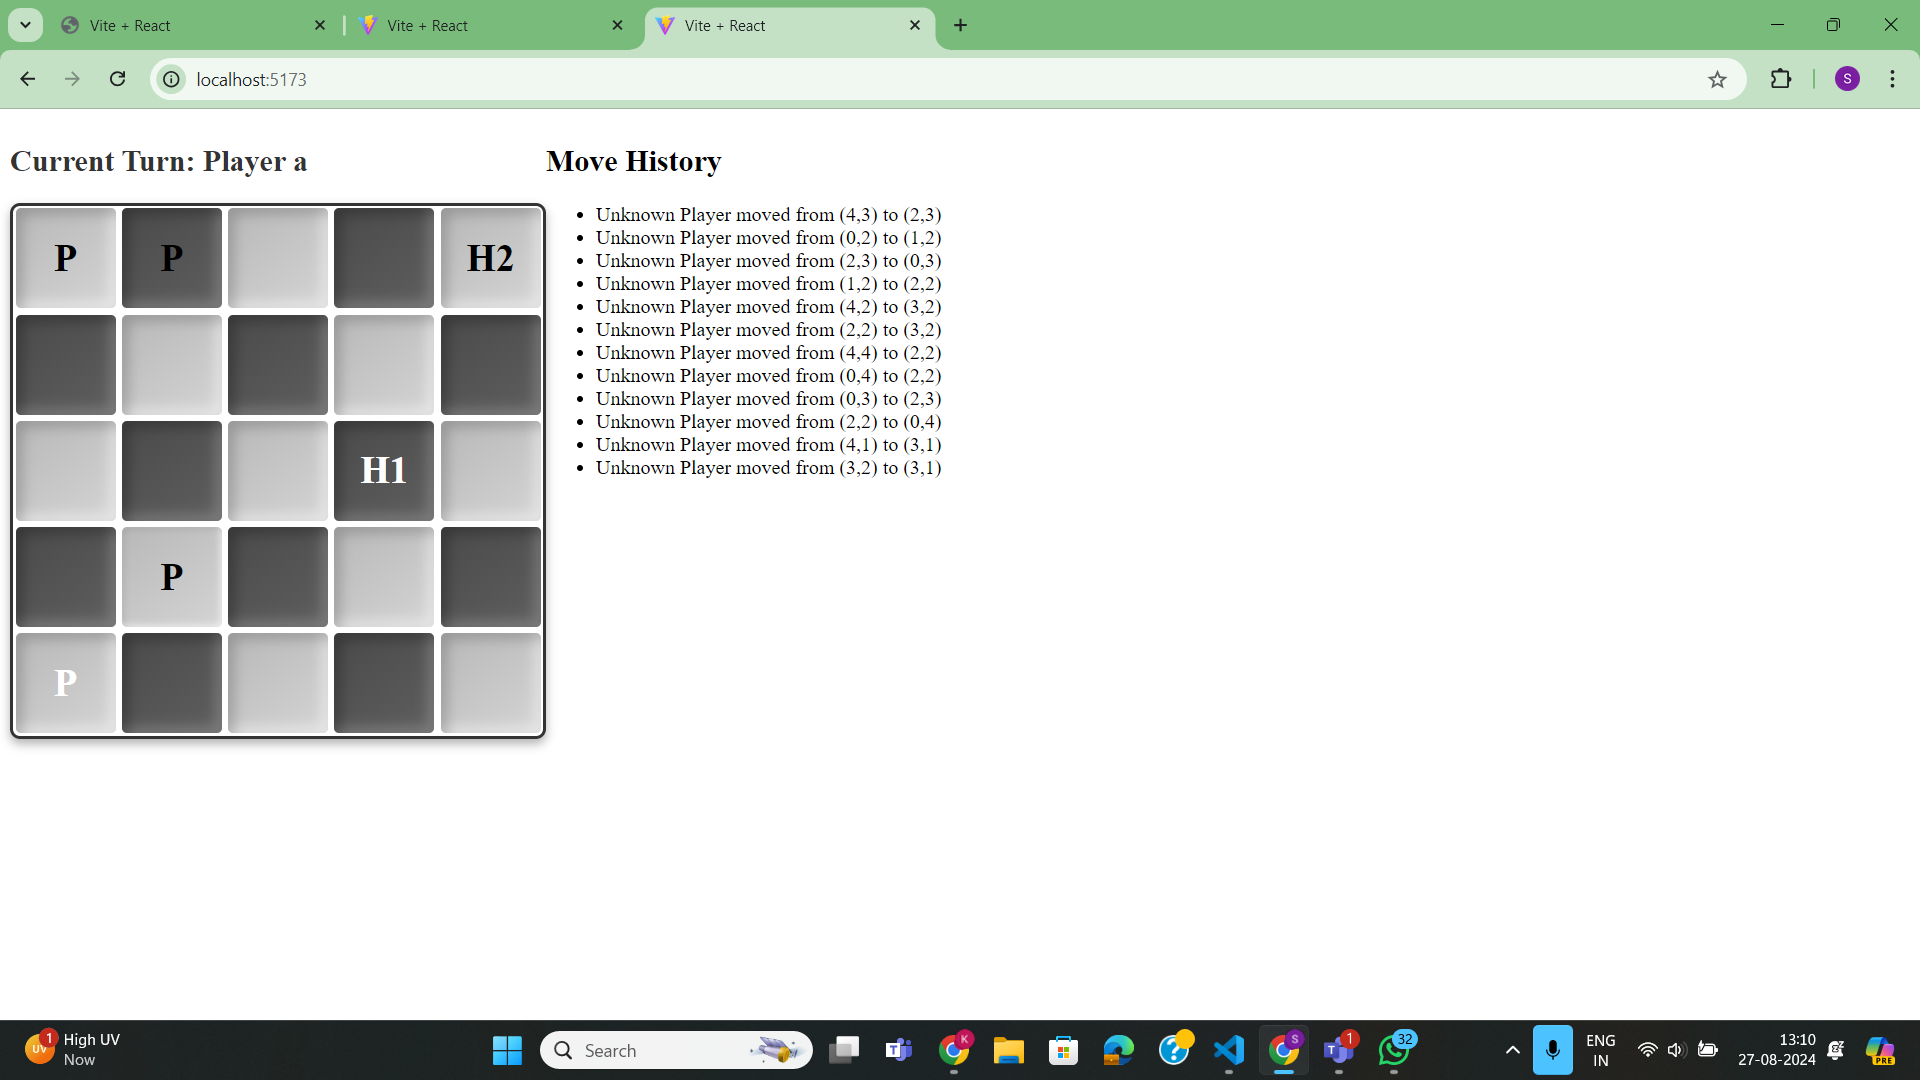 Vite + React
Vite + React
Vite + React
localhost:5173
S
Current Turn: Player a
Move History
P P H2
H1
P
P
Unknown Player moved from (4,3) to (2,3)
Unknown Player moved from (0,2) to (1,2)
Unknown Player moved from (2,3) to (0,3)
Unknown Player moved from (1,2) to (2,2)
Unknown Player moved from (4,2) to (3,2)
Unknown Player moved from (2,2) to (3,2)
Unknown Player moved from (4,4) to (2,2)
Unknown Player moved from (0,4) to (2,2)
Unknown Player moved from (0,3) to (2,3)
Unknown Player moved from (2,2) to (0,4)
Unknown Player moved from (4,1) to (3,1)
Unknown Player moved from (3,2) to (3,1)
UV
1
High UV
Now
Search
T
K
S
T
1
32
ENG
IN
13:10
27-08-2024
PRE